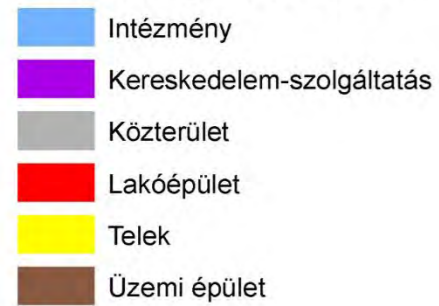 Intézmény
Kereskedelem-szolgáltatás
Közterület
Lakóépület
Telek
Üzemi épület